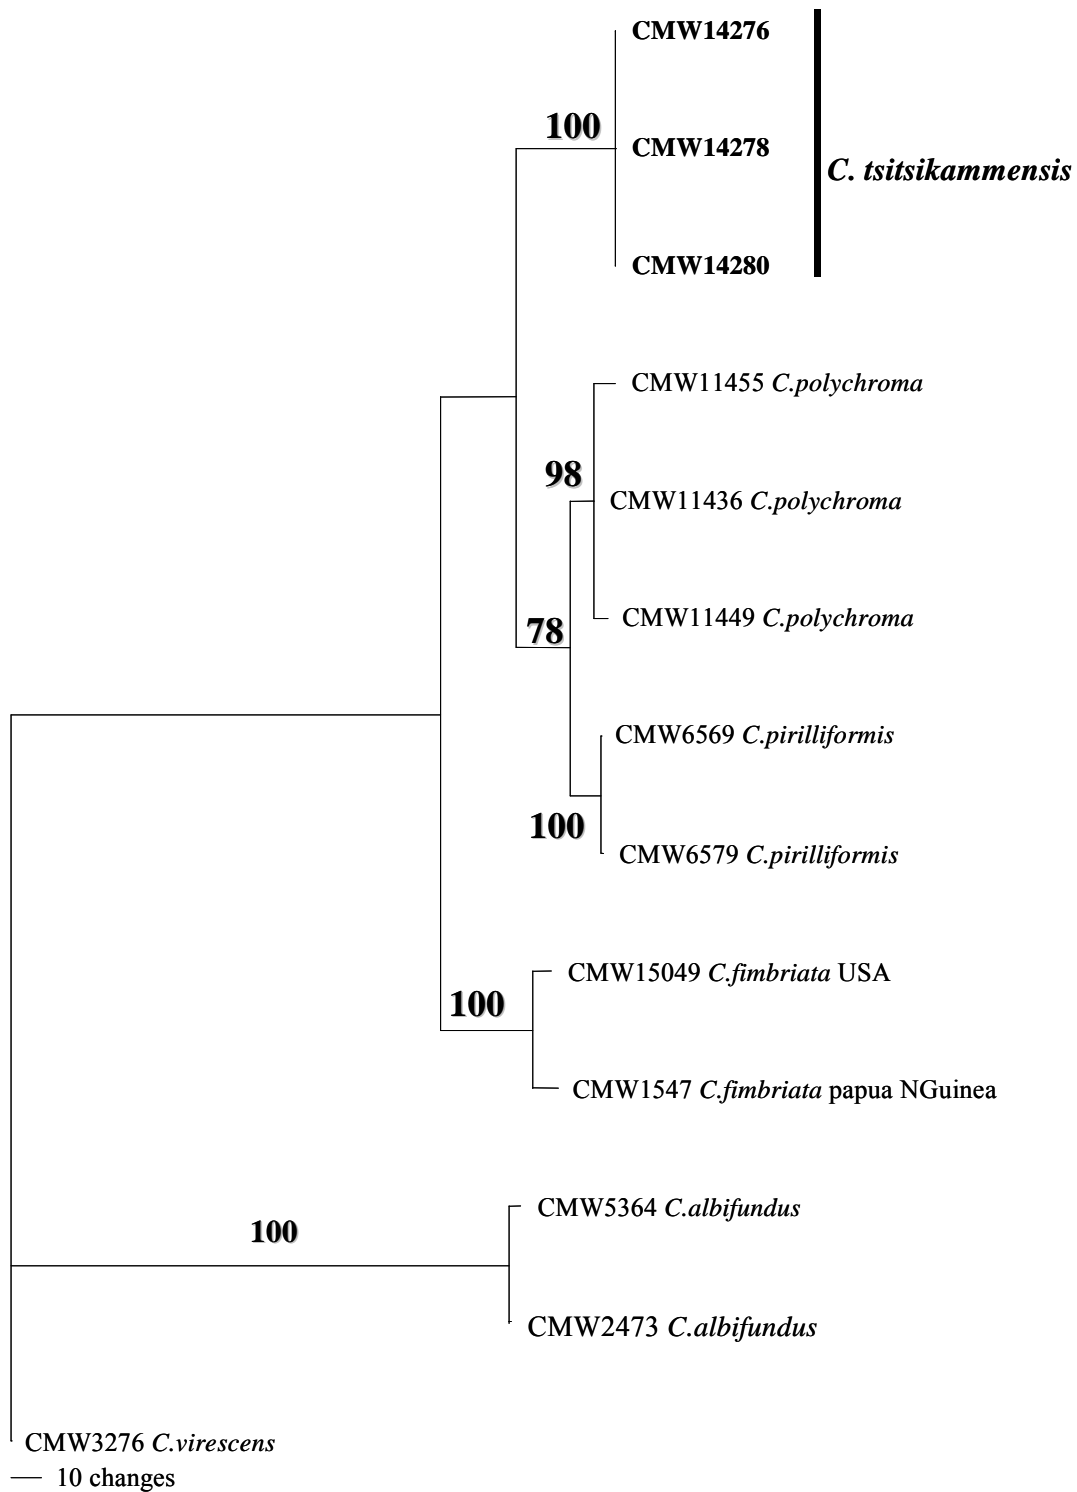 CMW14276
100
CMW14278
C. tsitsikammensis
CMW14280
CMW11455 C.polychroma
98
CMW11436 C.polychroma
CMW11449 C.polychroma
78
CMW6569 C.pirilliformis
100
CMW6579 C.pirilliformis
CMW15049 C.fimbriata USA
100
CMW1547 C.fimbriata papua NGuinea
CMW5364 C.albifundus
100
CMW2473 C.albifundus
CMW3276 C.virescens
10 changes